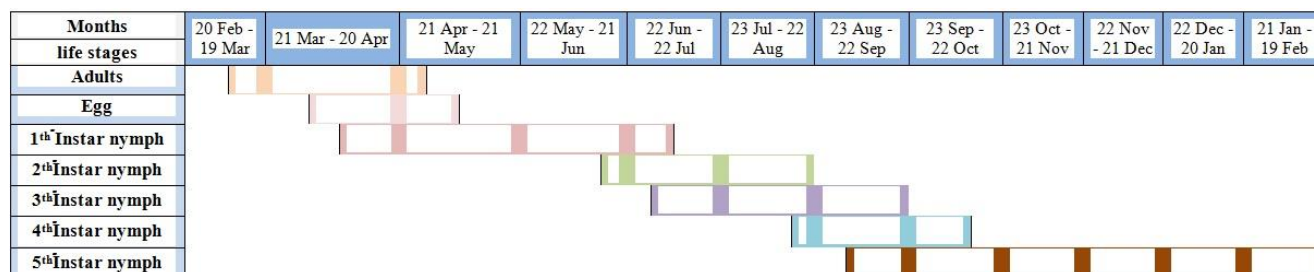 Months
20 Feb -
19 Mar
21 Mar - 20 Apr
21 Apr - 21
May
22 May - 21
Jun
22 Jun -
22 Jul
23 Jul - 22
Aug
23 Aug -
22 Sep
23 Sep -
22 Oct
23 Oct -
21 Nov
22 Nov
- 21 Dec
22 Dec -
20 Jan
21 Jan -
19 Feb
life stages
Adults
Egg
1th Instar nymph
2th Instar nymph
3th Instar nymph
4th Instar nymph
5th Instar nymph